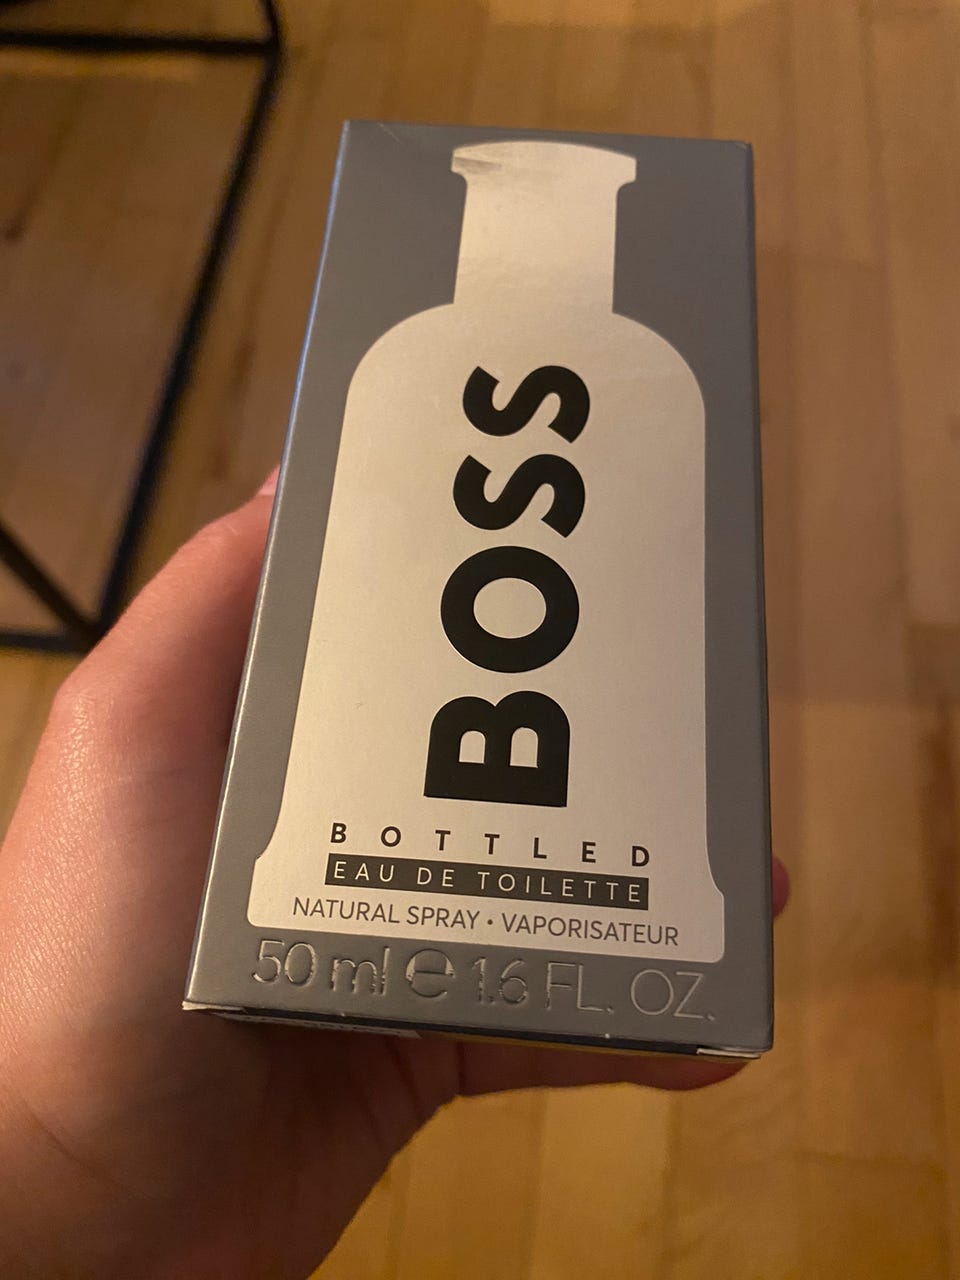 BOSS
BOTTLED
EAU DE TOILETTE
NATURAL SPRAY • VAPORISATEUR
50 ml ℮ 1.6 FL. OZ.